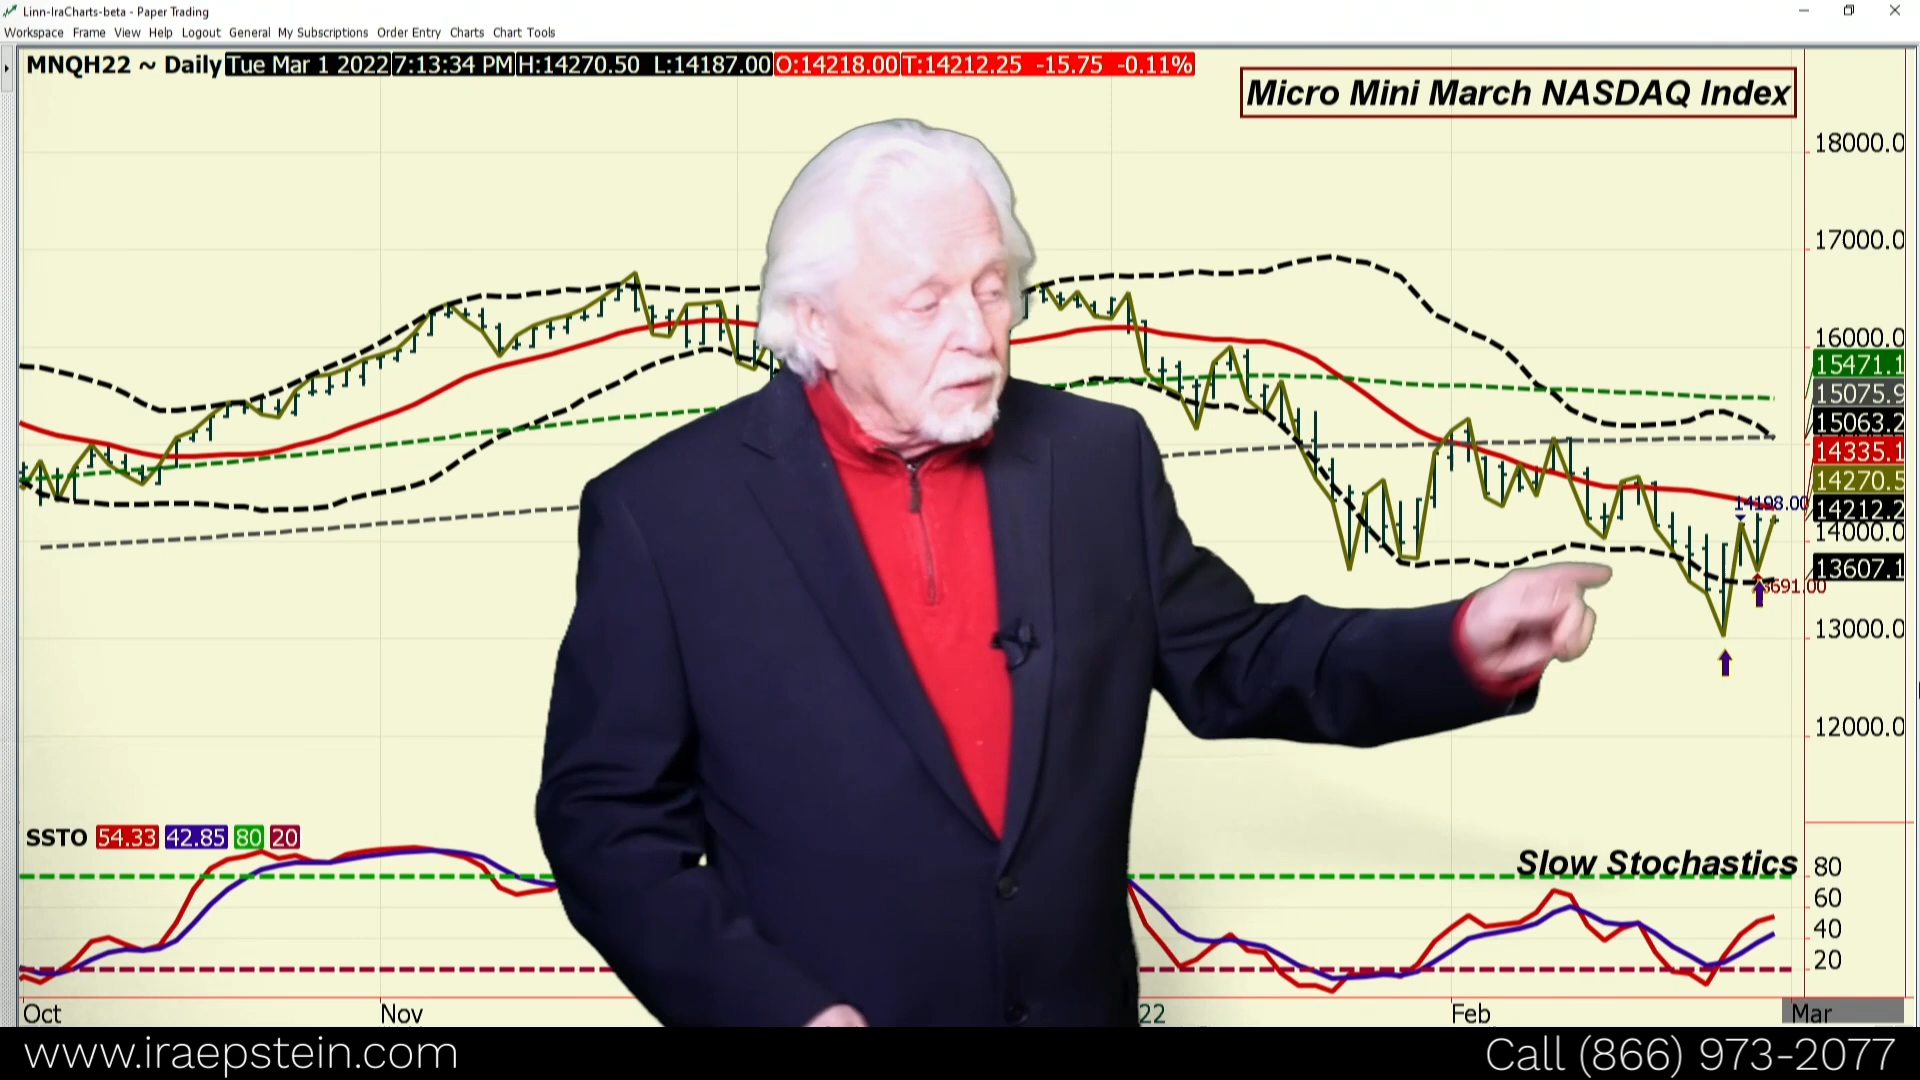 Linn-IraCharts-beta - Paper Trading
Workspace Frame View Help Logout General My Subscriptions Order Entry Charts Chart Tools
MNQH22 ~ Daily Tue Mar 1 2022 7:13:34 PM H:14270.50 L:14187.00 O:14218.00 T:14212.25 -15.75 -0.11%
Micro Mini March NASDAQ Index
18000.0
17000.0
16000.0
15471.1
15075.9
15063.2
14335.1
14270.5
14198.00
14212.2
14000.0
13607.1
3691.00
13000.0
12000.0
SSTO 54.33 42.85 80 20
Slow Stochastics
80
60
40
20
Oct Nov 22 Feb Mar
www.iraepstein.com
Call (866) 973-2077